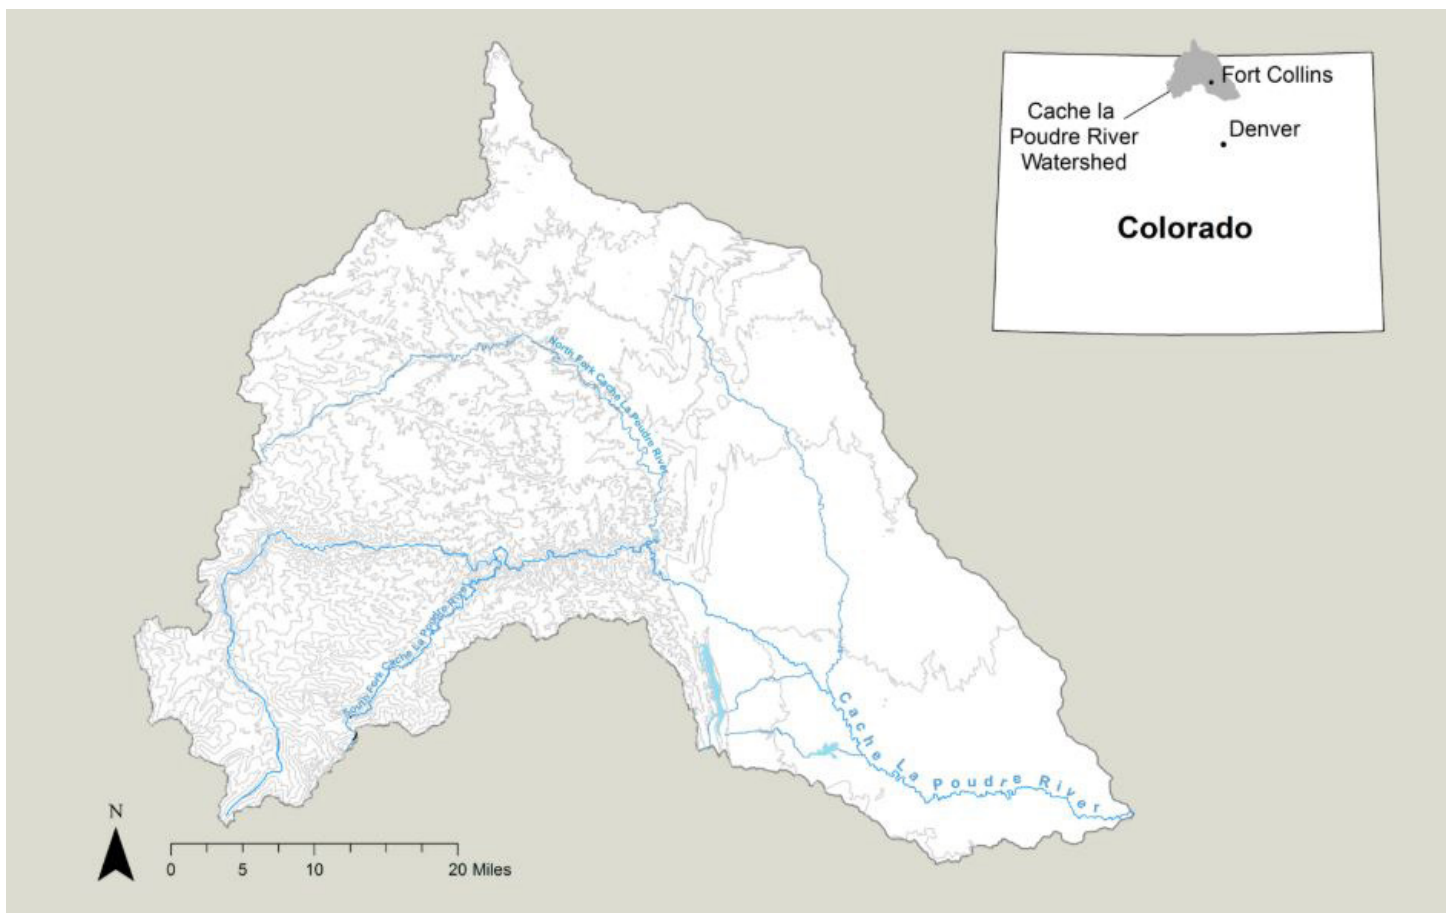 Fort Collins
Cache la
Poudre River
Watershed
Denver
Colorado
North Fork Cache La Poudre River
South Fork Cache La Poudre River
Cache La Poudre River
N
0 5 10 20 Miles